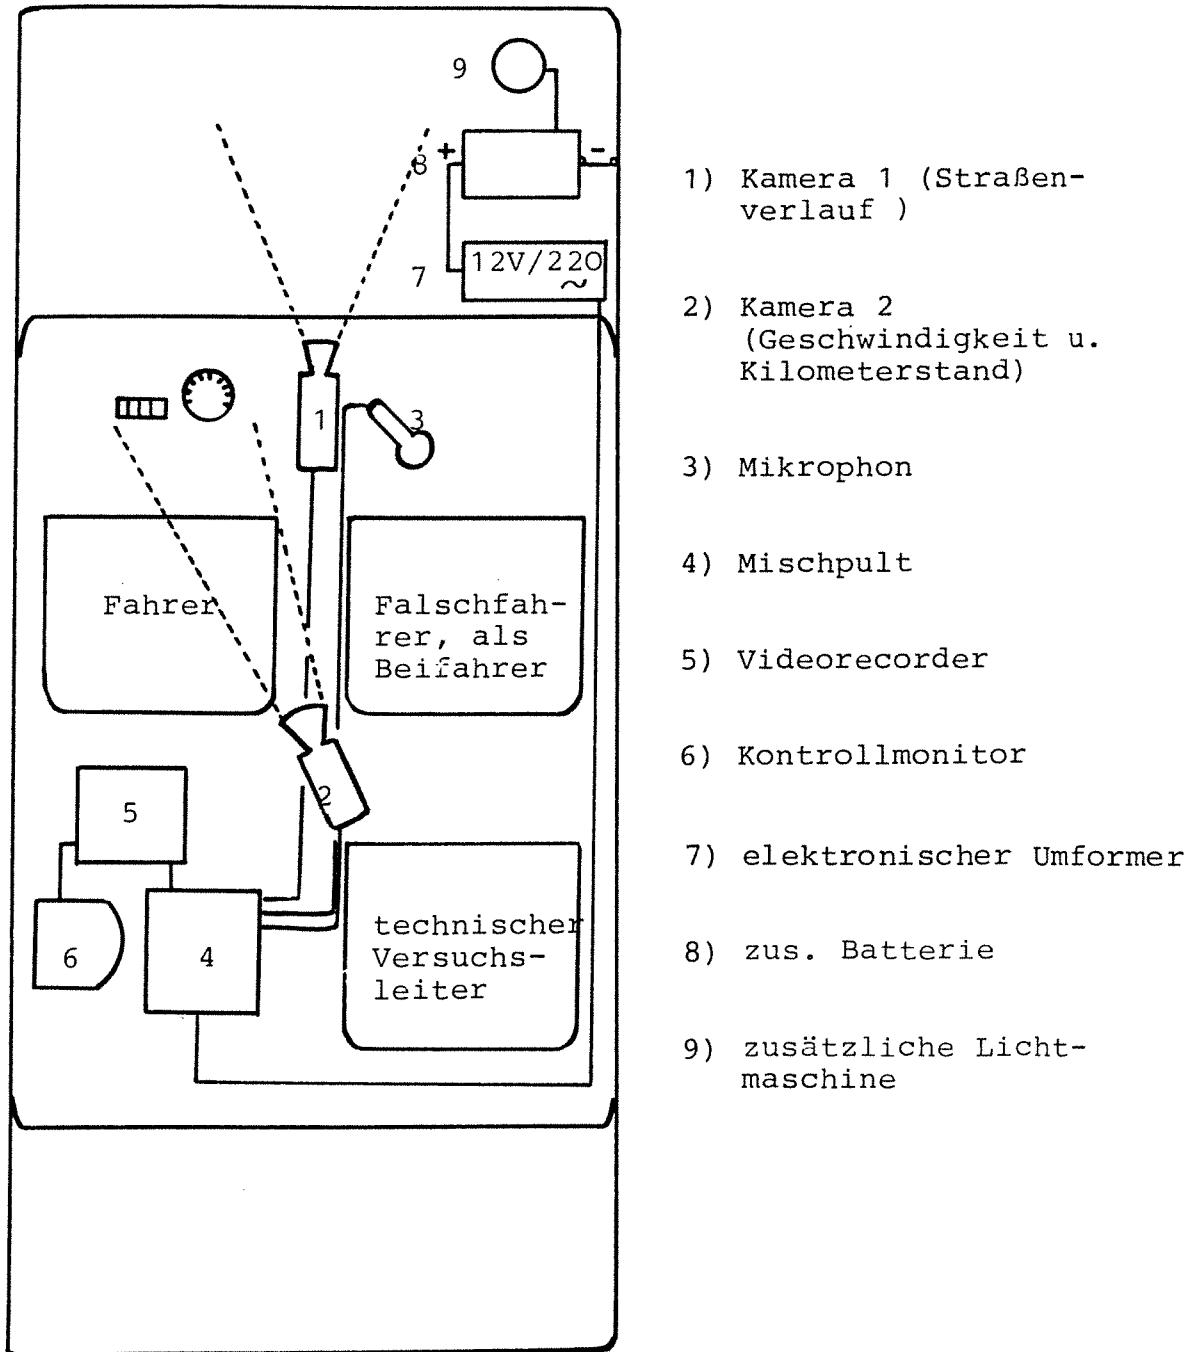 9
+
8
-
12V/220
~
7
1
3
Fahrer
Falschfah-
rer, als
Beifahrer
2
5
6
4
technischer
Versuchs-
leiter
1) Kamera 1 (Straßen-
verlauf )
2) Kamera 2
(Geschwindigkeit u.
Kilometerstand)
3) Mikrophon
4) Mischpult
5) Videorecorder
6) Kontrollmonitor
7) elektronischer Umformer
8) zus. Batterie
9) zusätzliche Licht-
maschine